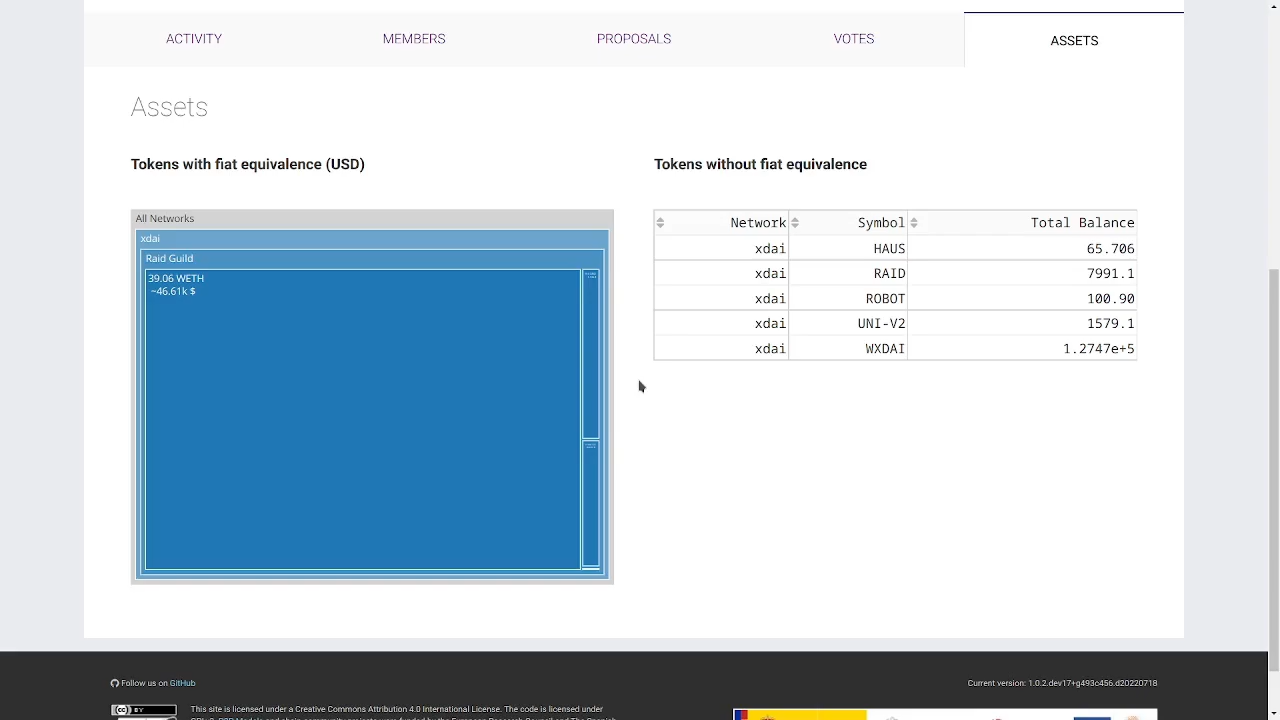 ACTIVITY MEMBERS PROPOSALS VOTES ASSETS
Assets
Tokens with fiat equivalence (USD)
All Networks
xdai
Raid Guild
39.06 WETH
~46.61k $
Tokens without fiat equivalence
Network Symbol Total Balance
xdai HAUS 65.706
xdai RAID 7991.1
xdai ROBOT 100.90
xdai UNI-V2 1579.1
xdai WXDAI 1.2747e+5
Follow us on GitHub
Current version: 1.0.2.dev17+g493c456.d20220718
cc BY
This site is licensed under a Creative Commons Attribution 4.0 International License. The code is licensed under